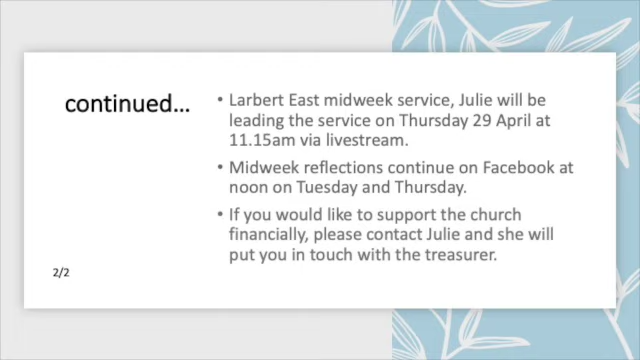 continued...
• Larbert East midweek service, Julie will be
leading the service on Thursday 29 April at
11.15am via livestream.
• Midweek reflections continue on Facebook at
noon on Tuesday and Thursday.
• If you would like to support the church
financially, please contact Julie and she will
put you in touch with the treasurer.
2/2